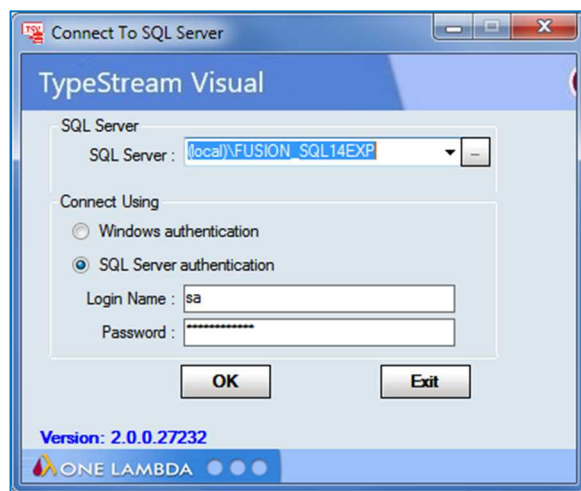 TSV
Connect To SQL Server
TypeStream Visual
SQL Server
SQL Server : (local)\FUSION_SQL14EXP
Connect Using
Windows authentication
SQL Server authentication
Login Name : sa
Password : ************
OK Exit
Version: 2.0.0.27232
ONE LAMBDA